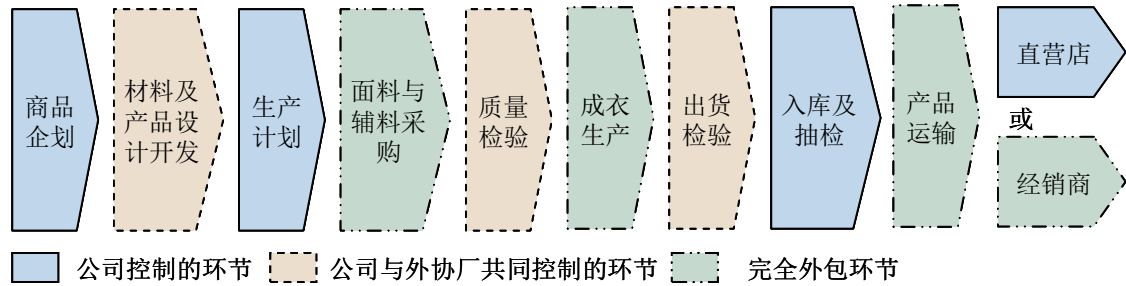 商品
企划
材料及
产品设
计开发
生产
计划
面料与
辅料采
购
质量
检验
成衣
生产
出货
检验
入库及
抽检
产品
运输
直营店
或
经销商
公司控制的环节
公司与外协厂共同控制的环节
完全外包环节